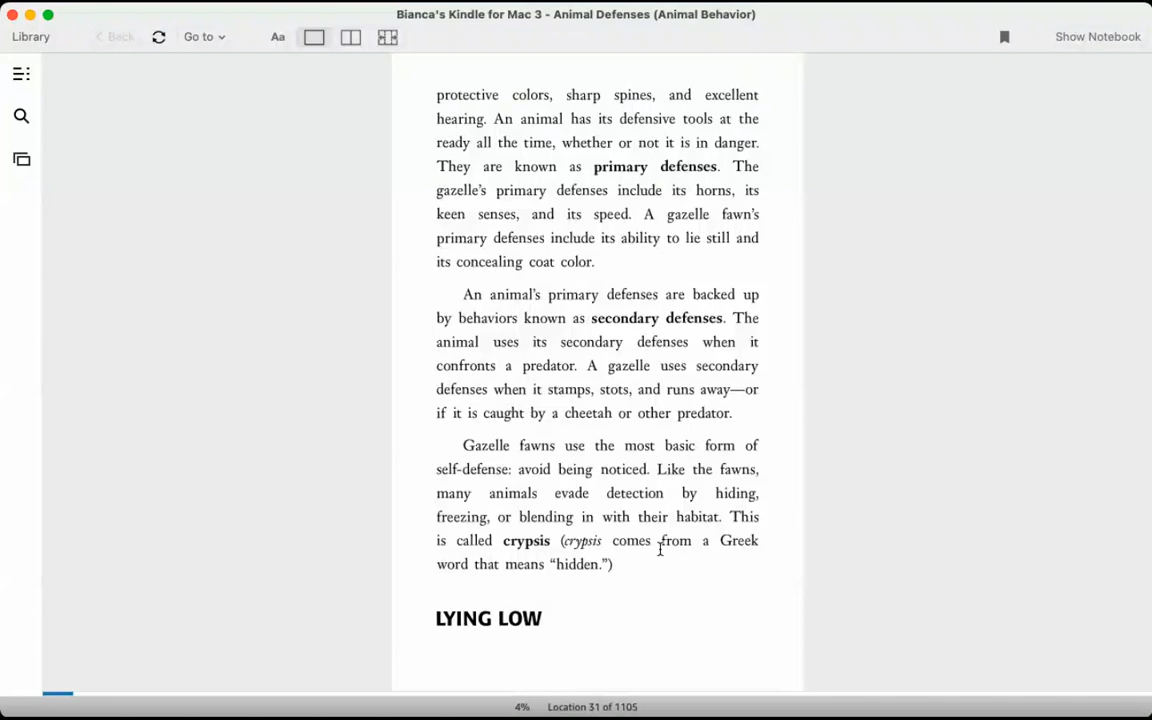 Bianca's Kindle for Mac 3 - Animal Defenses (Animal Behavior)
Library
Back
Go to
Aa
Show Notebook
protective colors, sharp spines, and excellent
hearing. An animal has its defensive tools at the
ready all the time, whether or not it is in danger.
They are known as primary defenses. The
gazelle's primary defenses include its horns, its
keen senses, and its speed. A gazelle fawn's
primary defenses include its ability to lie still and
its concealing coat color.
An animal's primary defenses are backed up
by behaviors known as secondary defenses. The
animal uses its secondary defenses when it
confronts a predator. A gazelle uses secondary
defenses when it stamps, stots, and runs away—or
if it is caught by a cheetah or other predator.
Gazelle fawns use the most basic form of
self-defense: avoid being noticed. Like the fawns,
many animals evade detection by hiding,
freezing, or blending in with their habitat. This
is called crypsis (crypsis comes from a Greek
word that means “hidden.”)
LYING LOW
4% Location 31 of 1105